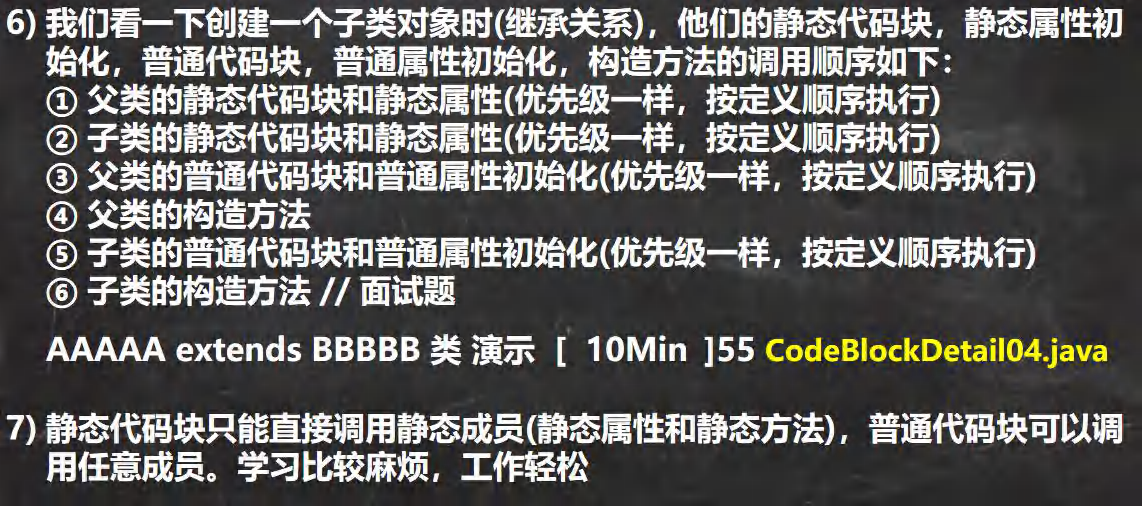 6) 我们看一下创建一个子类对象时(继承关系)，他们的静态代码块，静态属性初
始化，普通代码块，普通属性初始化，构造方法的调用顺序如下：
① 父类的静态代码块和静态属性(优先级一样，按定义顺序执行)
② 子类的静态代码块和静态属性(优先级一样，按定义顺序执行)
③ 父类的普通代码块和普通属性初始化(优先级一样，按定义顺序执行)
④ 父类的构造方法
⑤ 子类的普通代码块和普通属性初始化(优先级一样，按定义顺序执行)
⑥ 子类的构造方法 // 面试题
AAAAA extends BBBBB 类 演示 [ 10Min ]55 CodeBlockDetail04.java
7) 静态代码块只能直接调用静态成员(静态属性和静态方法)，普通代码块可以调
用任意成员。学习比较麻烦，工作轻松